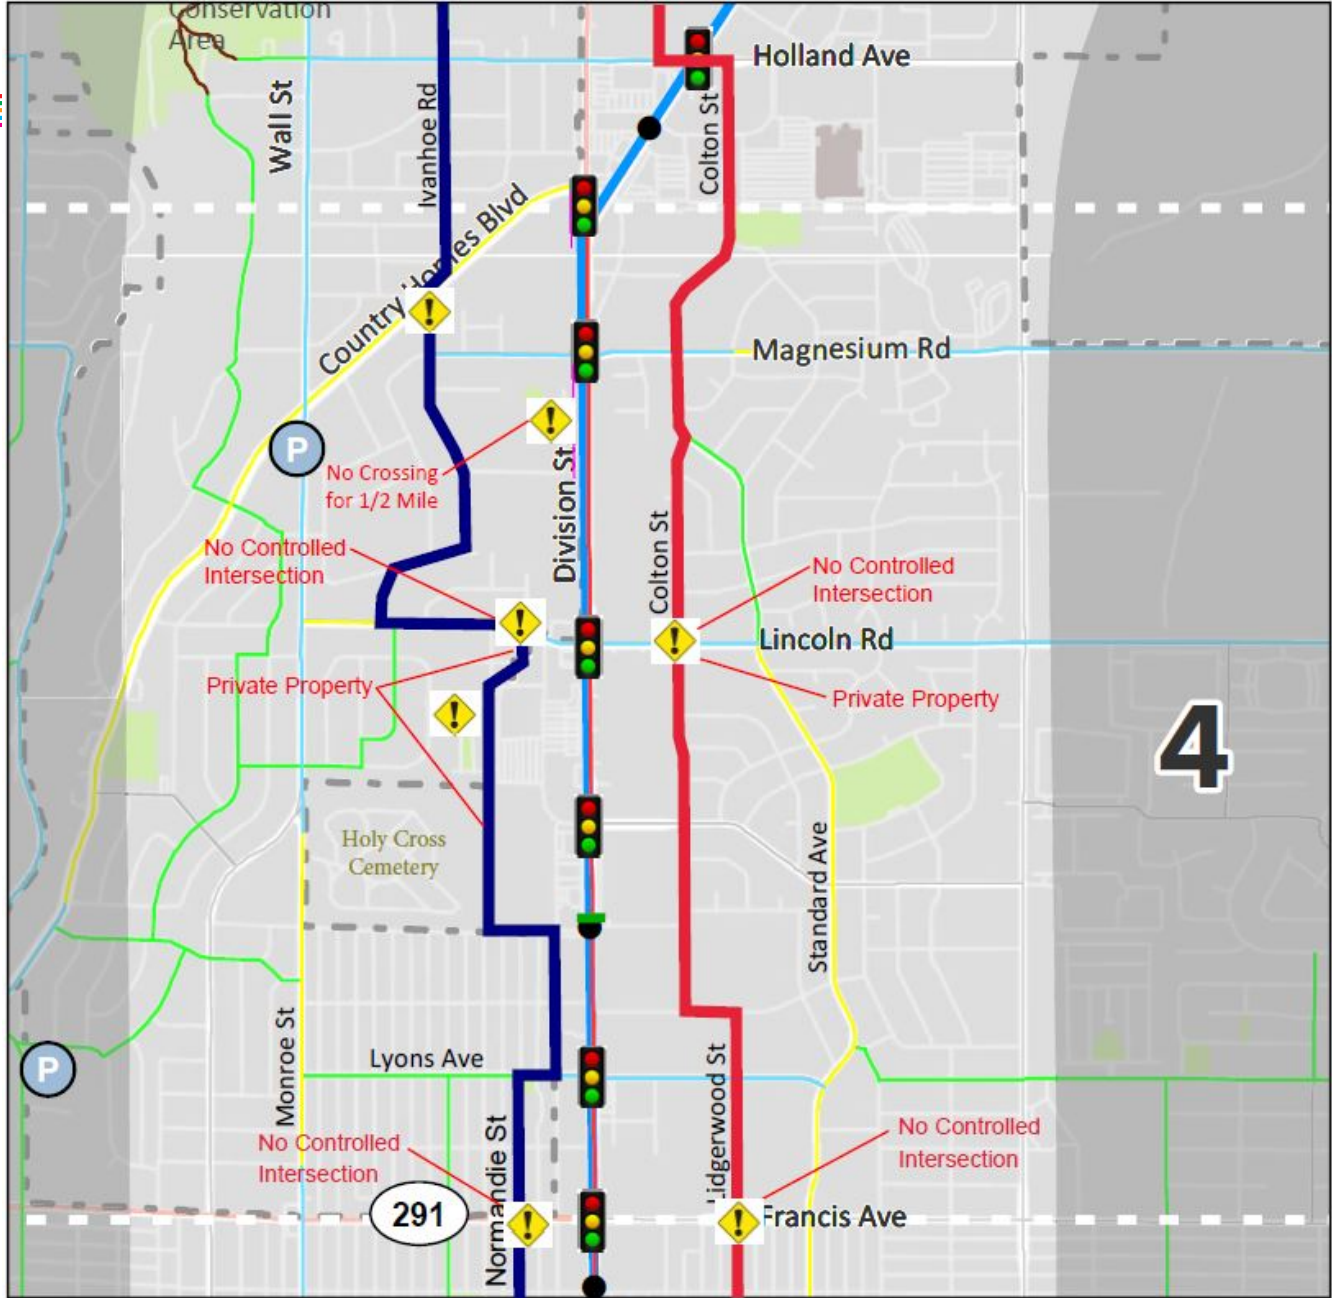 Conservation
Area
Holland Ave
Wall St
Ivanhoe Rd
Colton St
Country Homes Blvd
Magnesium Rd
P
No Crossing
for 1/2 Mile
Division St
Colton St
No Controlled
Intersection
No Controlled
Intersection
Lincoln Rd
Private Property
Private Property
4
Holy Cross
Cemetery
Standard Ave
Monroe St
Lyons Ave
P
Normandie St
Lidgerwood St
No Controlled
Intersection
No Controlled
Intersection
291
Francis Ave